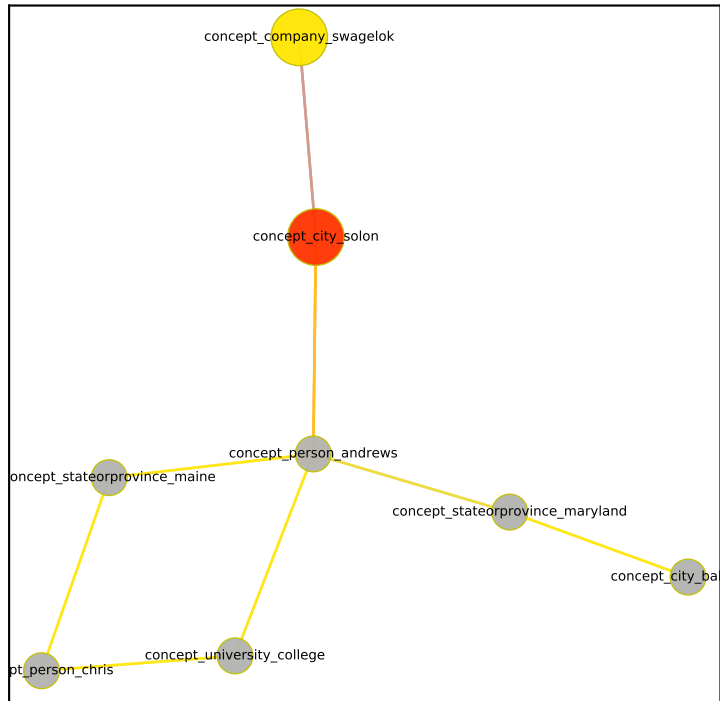 concept_company_swagelok
concept_city_solon
concept_person_andrews
oncept_stateorprovince_maine
concept_stateorprovince_maryland
concept_city_bal
concept_university_college
pt_person_chris